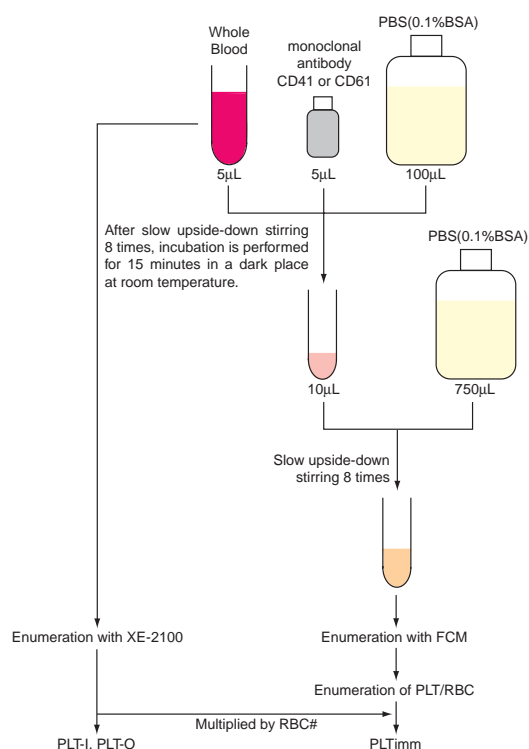 PBS(0.1%BSA)
Whole
Blood
monoclonal
antibody
CD41 or CD61
5μL
5μL
100μL
After slow upside-down stirring
8 times, incubation is performed
for 15 minutes in a dark place
at room temperature.
PBS(0.1%BSA)
10μL
750μL
Slow upside-down
stirring 8 times
Enumeration with XE-2100
Enumeration with FCM
Enumeration of PLT/RBC
Multiplied by RBC#
PLT-I, PLT-O
PLTimm